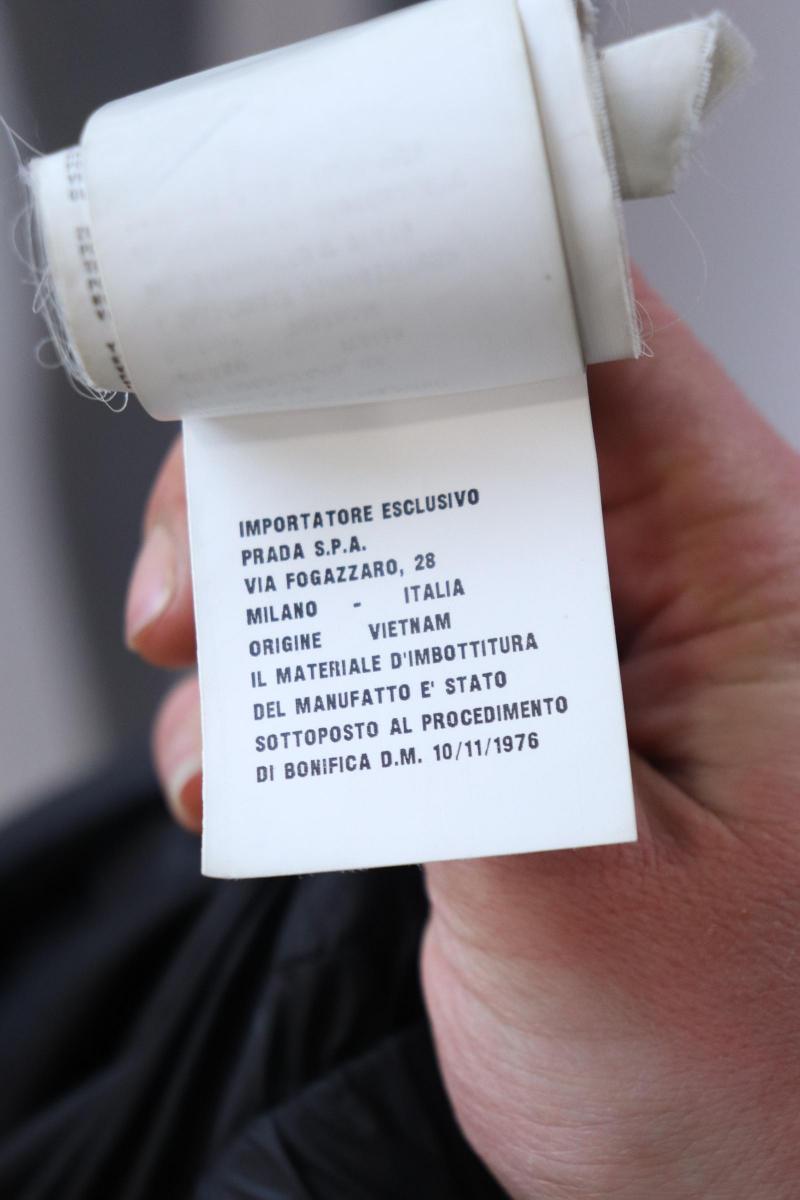 IMPORTATORE ESCLUSIVO
PRADA S.P.A.
VIA FOGAZZARO, 28
MILANO - ITALIA
ORIGINE VIETNAM
IL MATERIALE D'IMBOTTITURA
DEL MANUFATTO E' STATO
SOTTOPOSTO AL PROCEDIMENTO
DI BONIFICA D.M. 10/11/1976